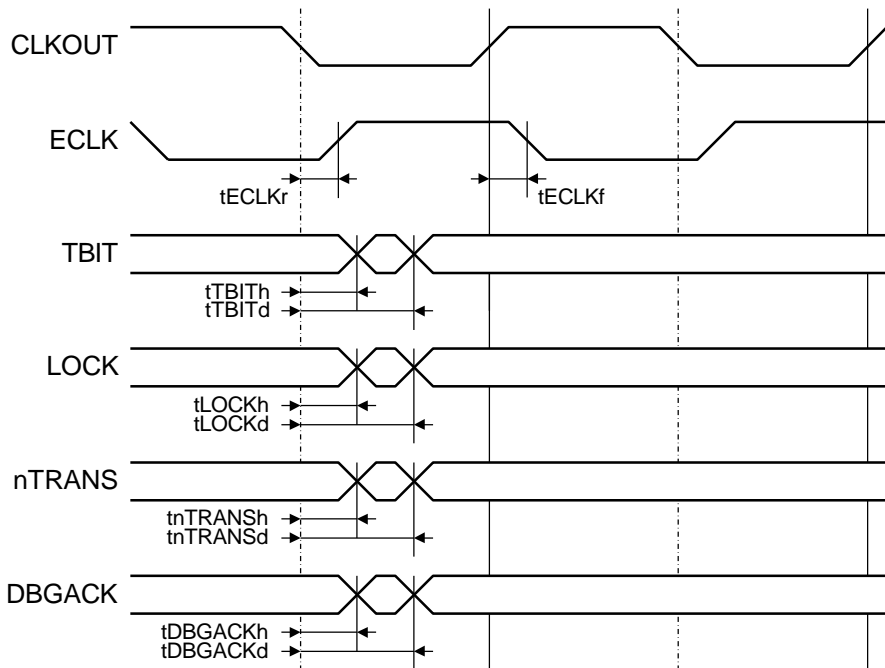 CLKOUT
ECLK
tECLKr
tECLKf
TBIT
tTBITh
tTBITd
LOCK
tLOCKh
tLOCKd
nTRANS
tnTRANSh
tnTRANSd
DBGACK
tDBGACKh
tDBGACKd